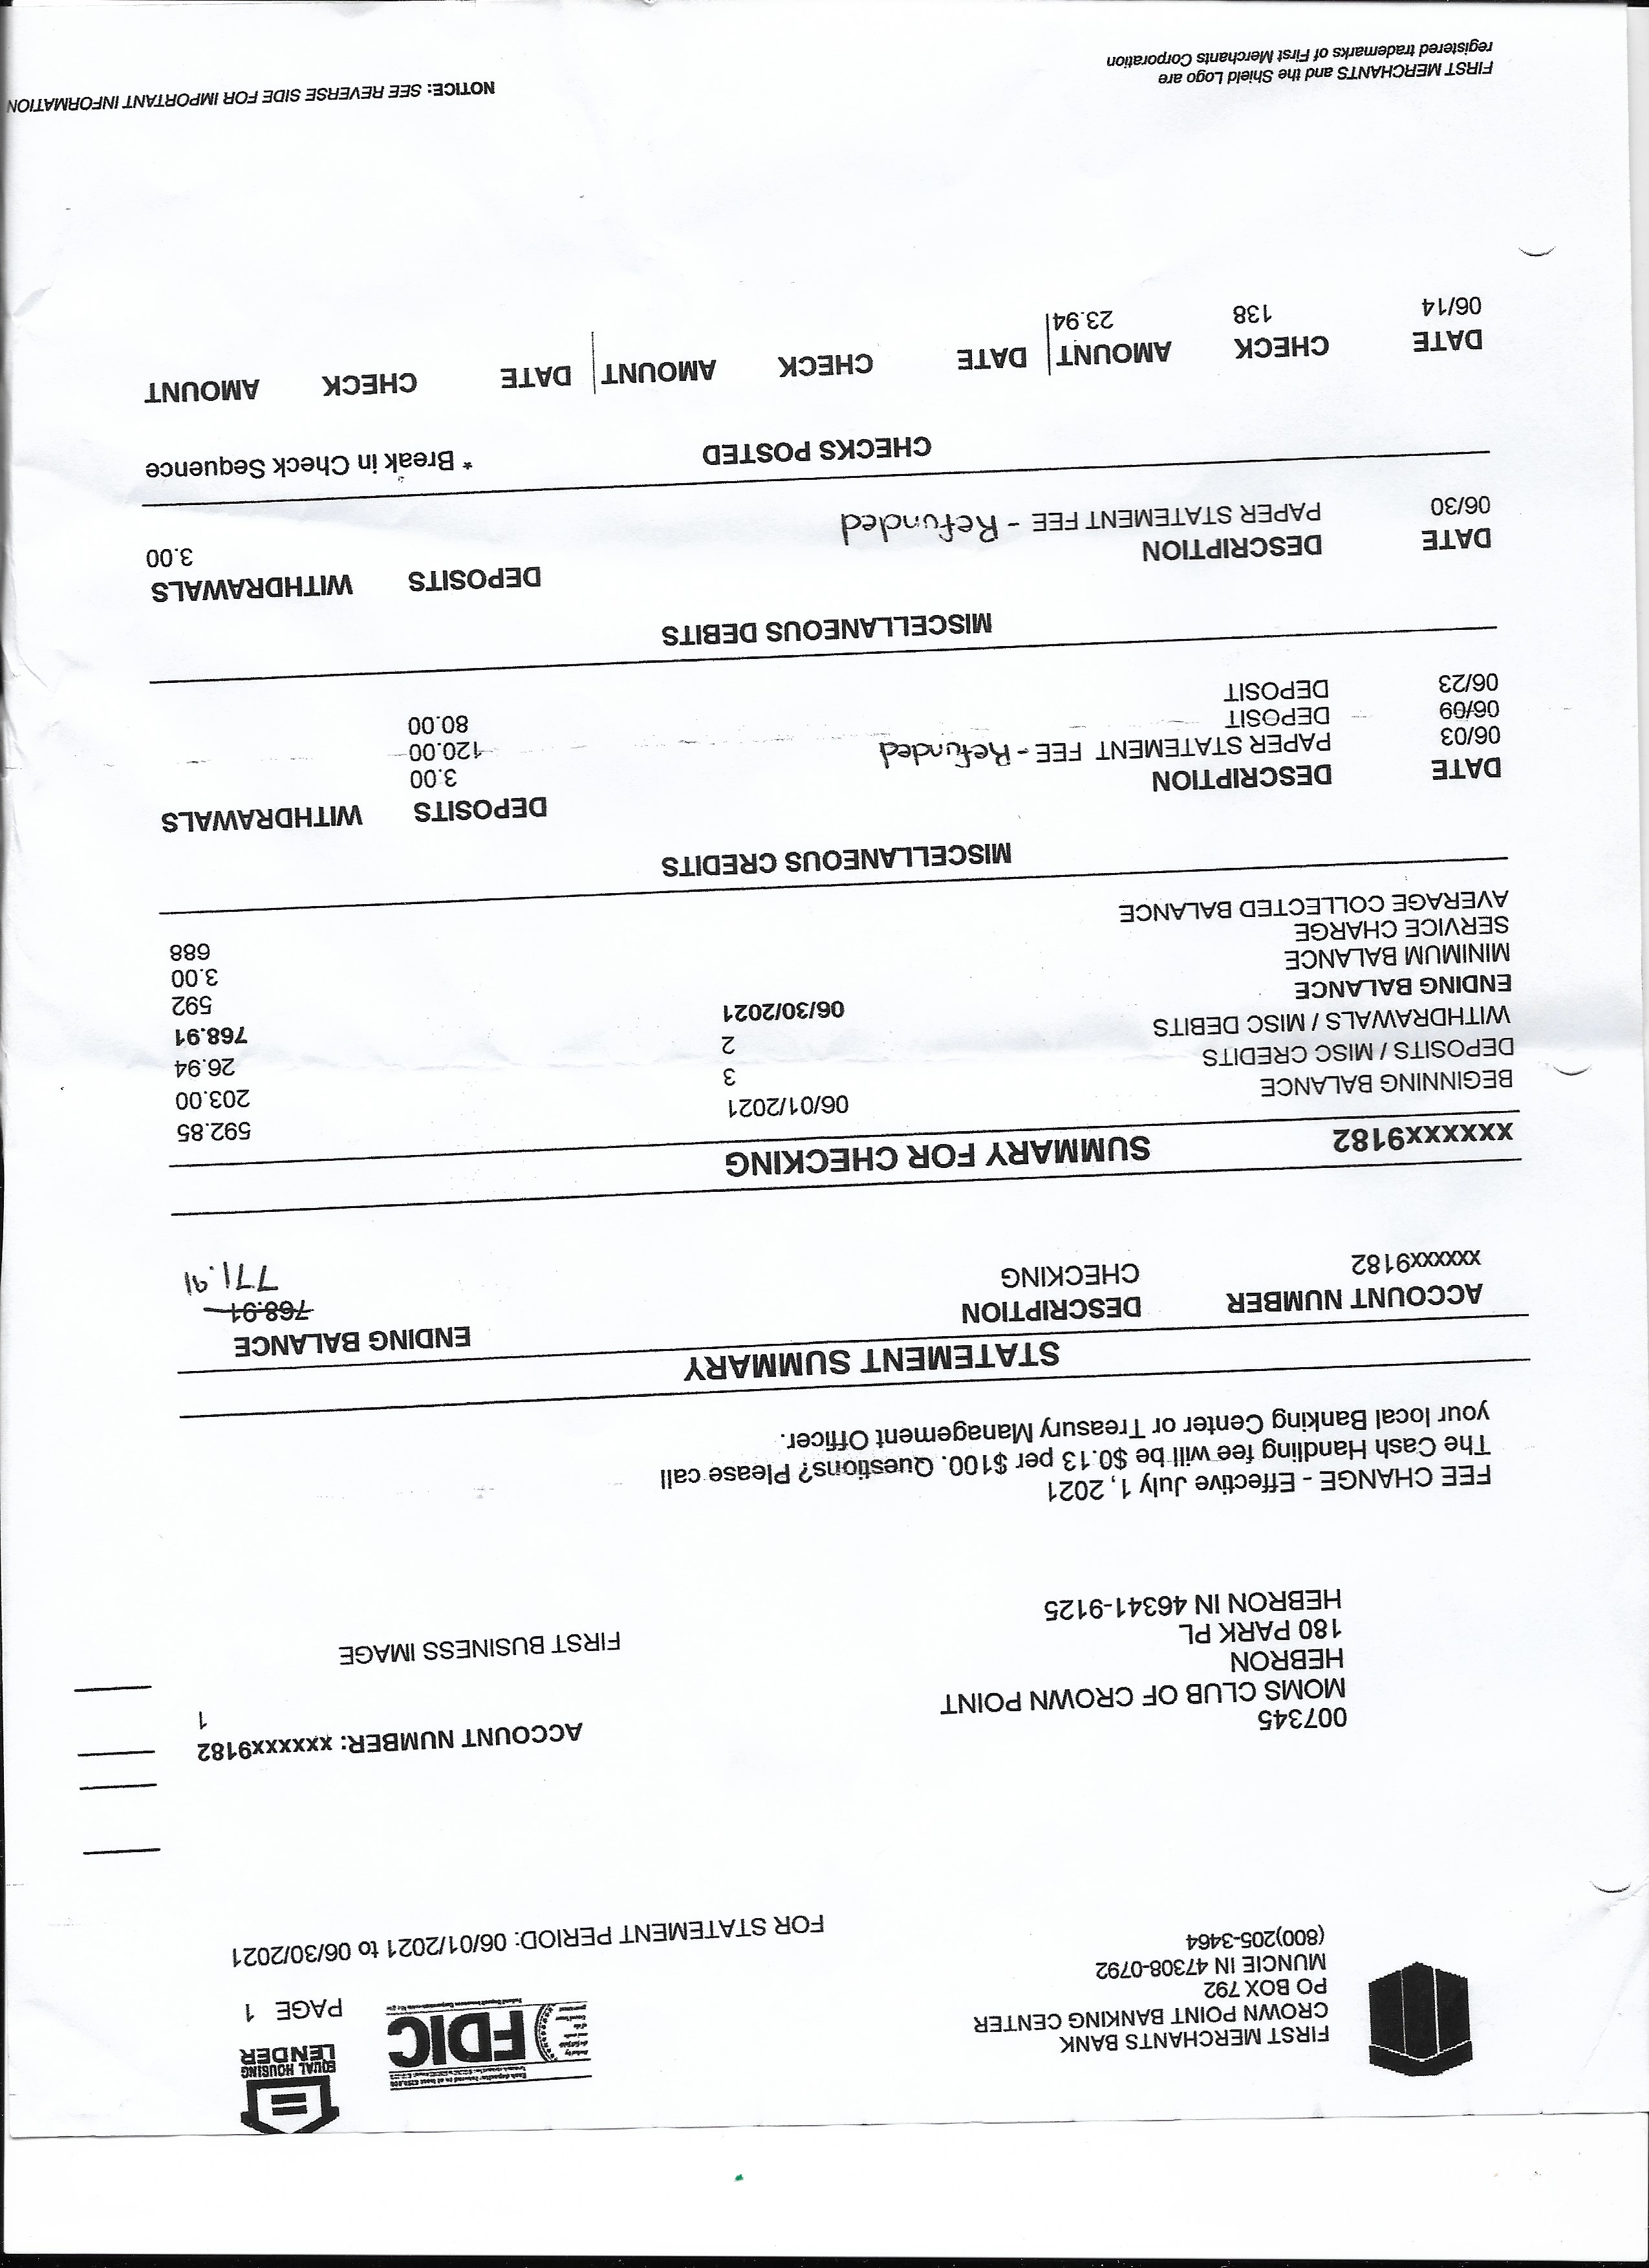 FIRST MERCHANTS BANK
CROWN POINT BANKING CENTER
PO BOX 792
MUNCIE IN 47308-0792
(800)205-3464
FDIC
EQUAL HOUSING
LENDER
PAGE 1
FOR STATEMENT PERIOD: 06/01/2021 to 06/30/2021
007345
MOMS CLUB OF CROWN POINT
HEBRON
180 PARK PL
HEBRON IN 46341-9125
ACCOUNT NUMBER: xxxxxx9182
1
FIRST BUSINESS IMAGE
FEE CHANGE - Effective July 1, 2021
The Cash Handling fee will be $0.13 per $100. Questions? Please call
your local Banking Center or Treasury Management Officer.
STATEMENT SUMMARY
ACCOUNT NUMBER DESCRIPTION ENDING BALANCE
xxxxxx9182 CHECKING 768.91
771.91
xxxxxx9182 SUMMARY FOR CHECKING
BEGINNING BALANCE 06/01/2021 592.85
DEPOSITS / MISC CREDITS 3 203.00
WITHDRAWALS / MISC DEBITS 2 26.94
ENDING BALANCE 06/30/2021 768.91
MINIMUM BALANCE 592
SERVICE CHARGE 3.00
AVERAGE COLLECTED BALANCE 688
MISCELLANEOUS CREDITS
DATE DESCRIPTION DEPOSITS WITHDRAWALS
06/03 PAPER STATEMENT FEE - Refunded 3.00
06/09 DEPOSIT 120.00
06/23 DEPOSIT 80.00
MISCELLANEOUS DEBITS
DATE DESCRIPTION DEPOSITS WITHDRAWALS
06/30 PAPER STATEMENT FEE - Refunded 3.00
CHECKS POSTED * Break in Check Sequence
DATE CHECK AMOUNT DATE CHECK AMOUNT DATE CHECK AMOUNT
06/14 138 23.94
FIRST MERCHANTS and the Shield Logo are
registered trademarks of First Merchants Corporation
NOTICE: SEE REVERSE SIDE FOR IMPORTANT INFORMATION